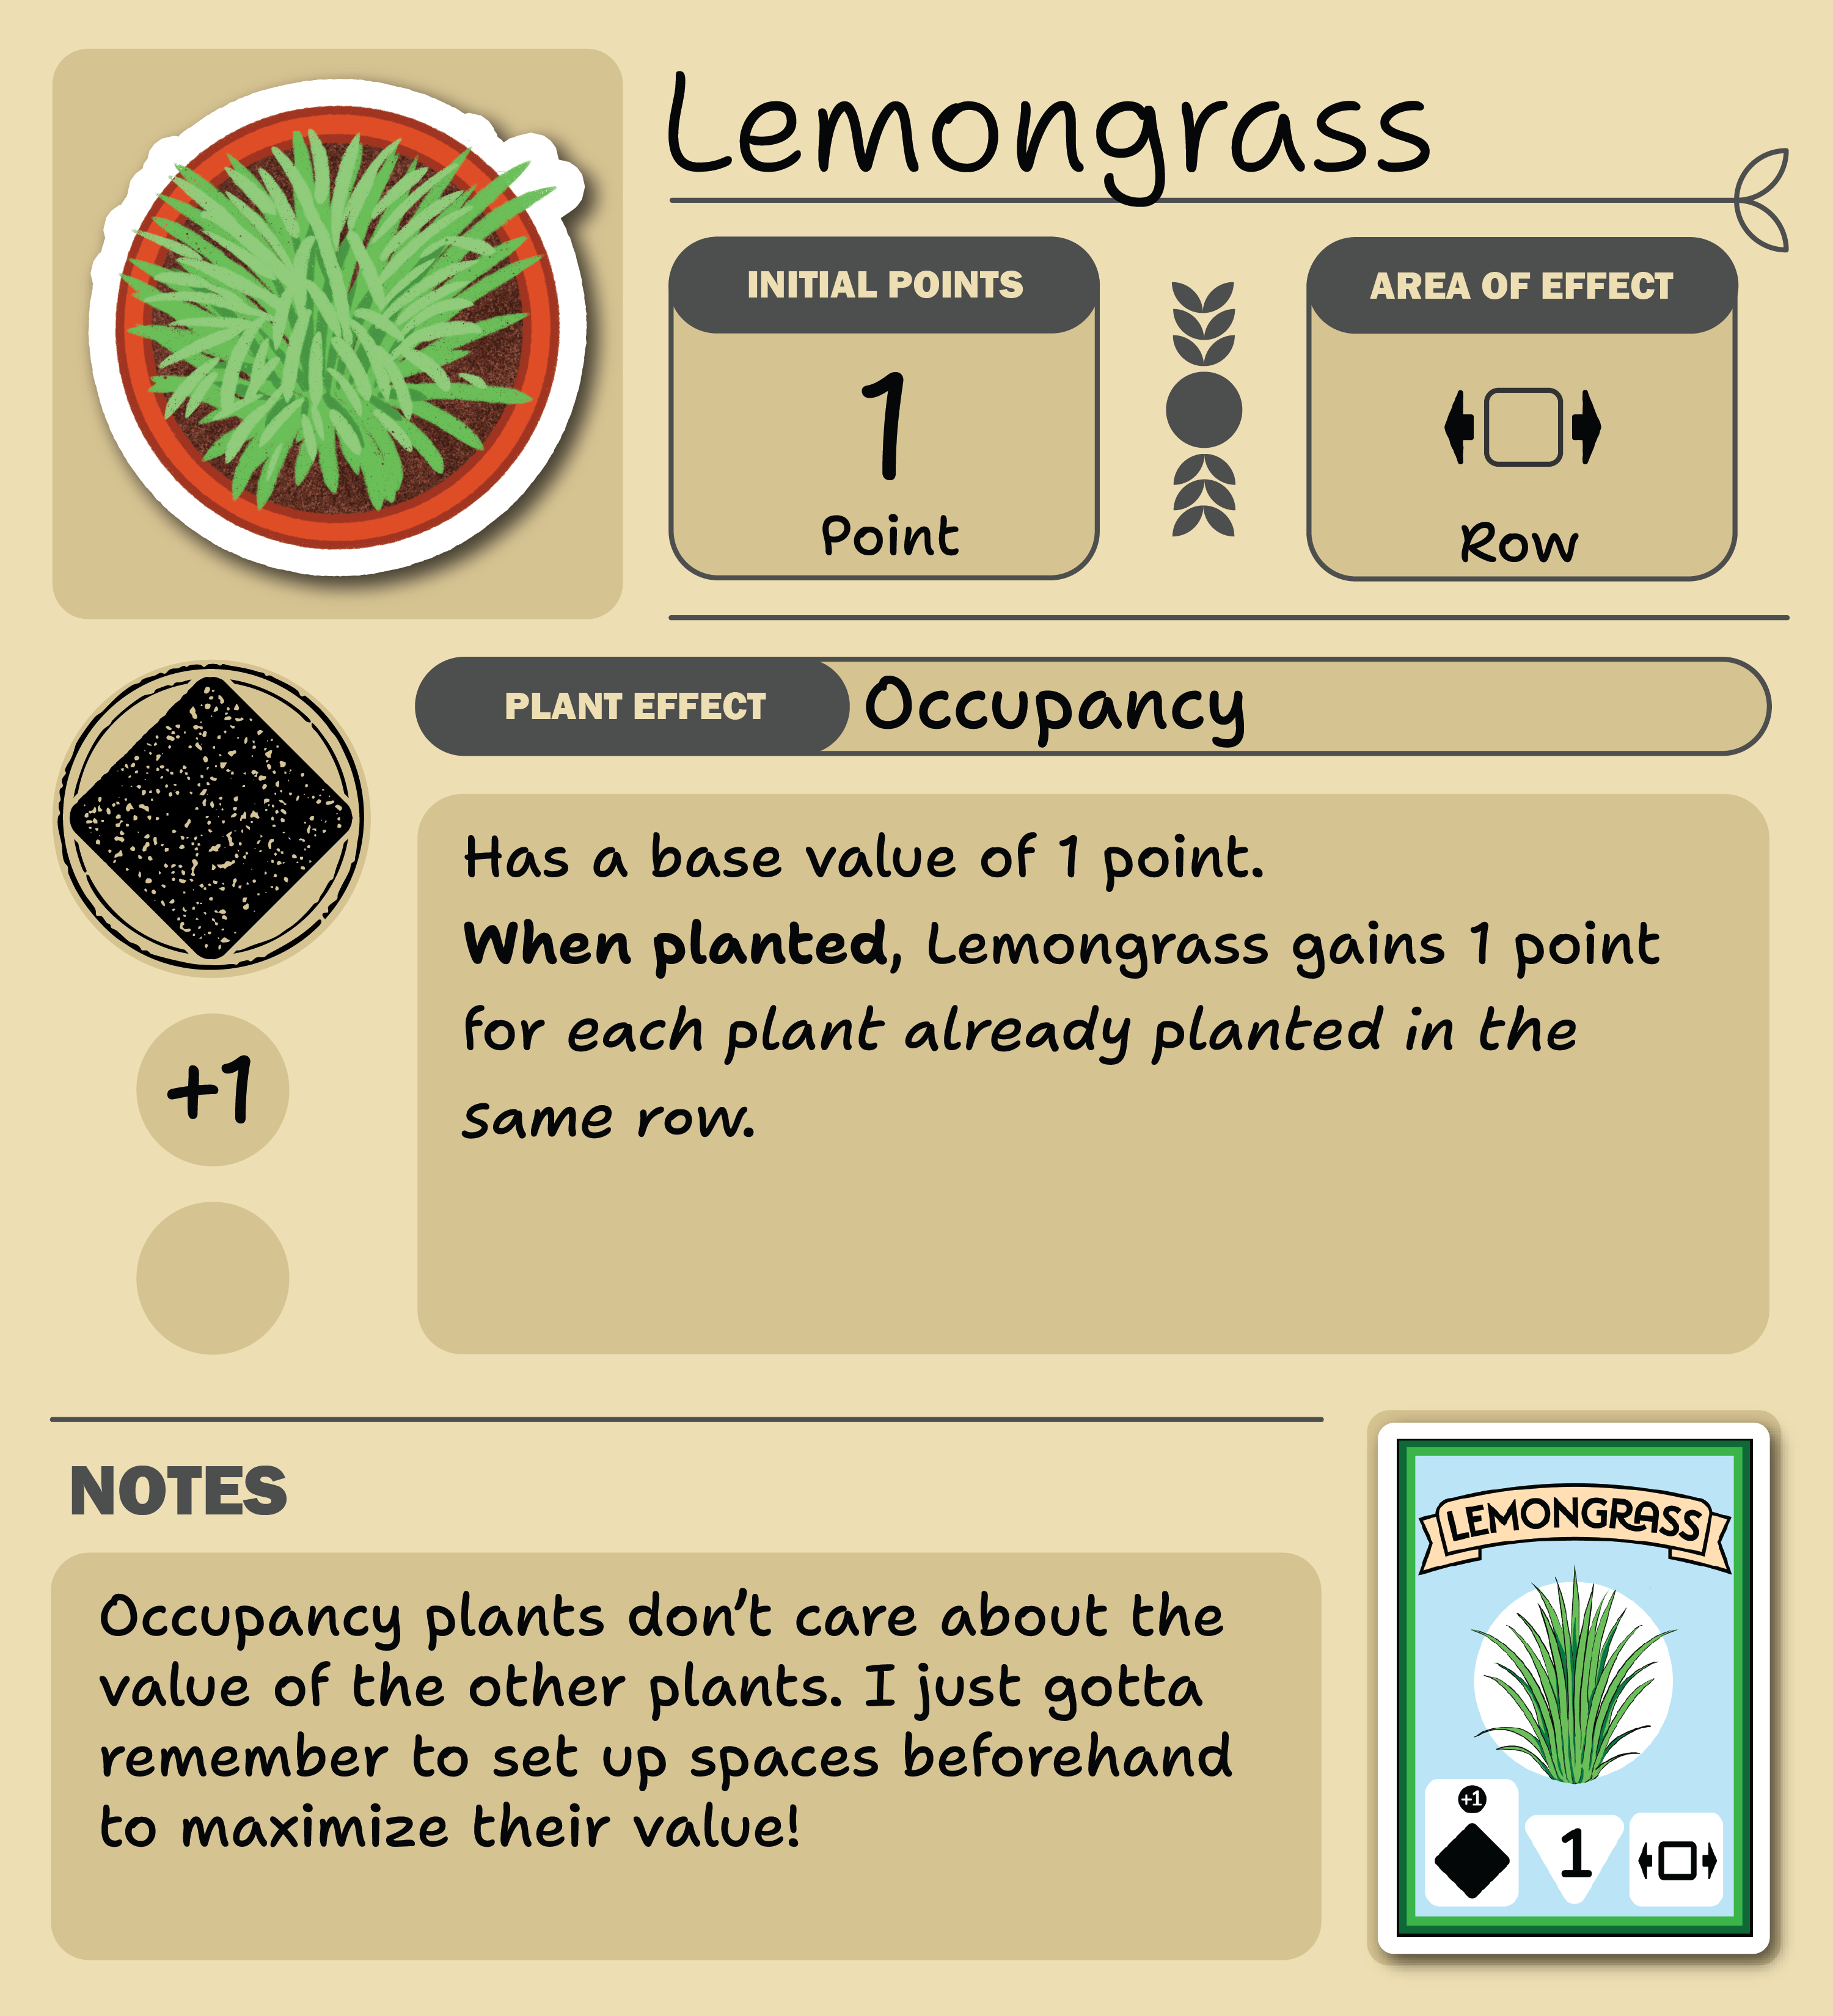 Lemongrass
INITIAL POINTS
1
Point
AREA OF EFFECT
Row
PLANT EFFECT
Occupancy
Has a base value of 1 point.
When planted, Lemongrass gains 1 point
for each plant already planted in the
same row.
+1
NOTES
Occupancy plants don't care about the
value of the other plants. I just gotta
remember to set up spaces beforehand
to maximize their value!
LEMONGRASS
+1
1